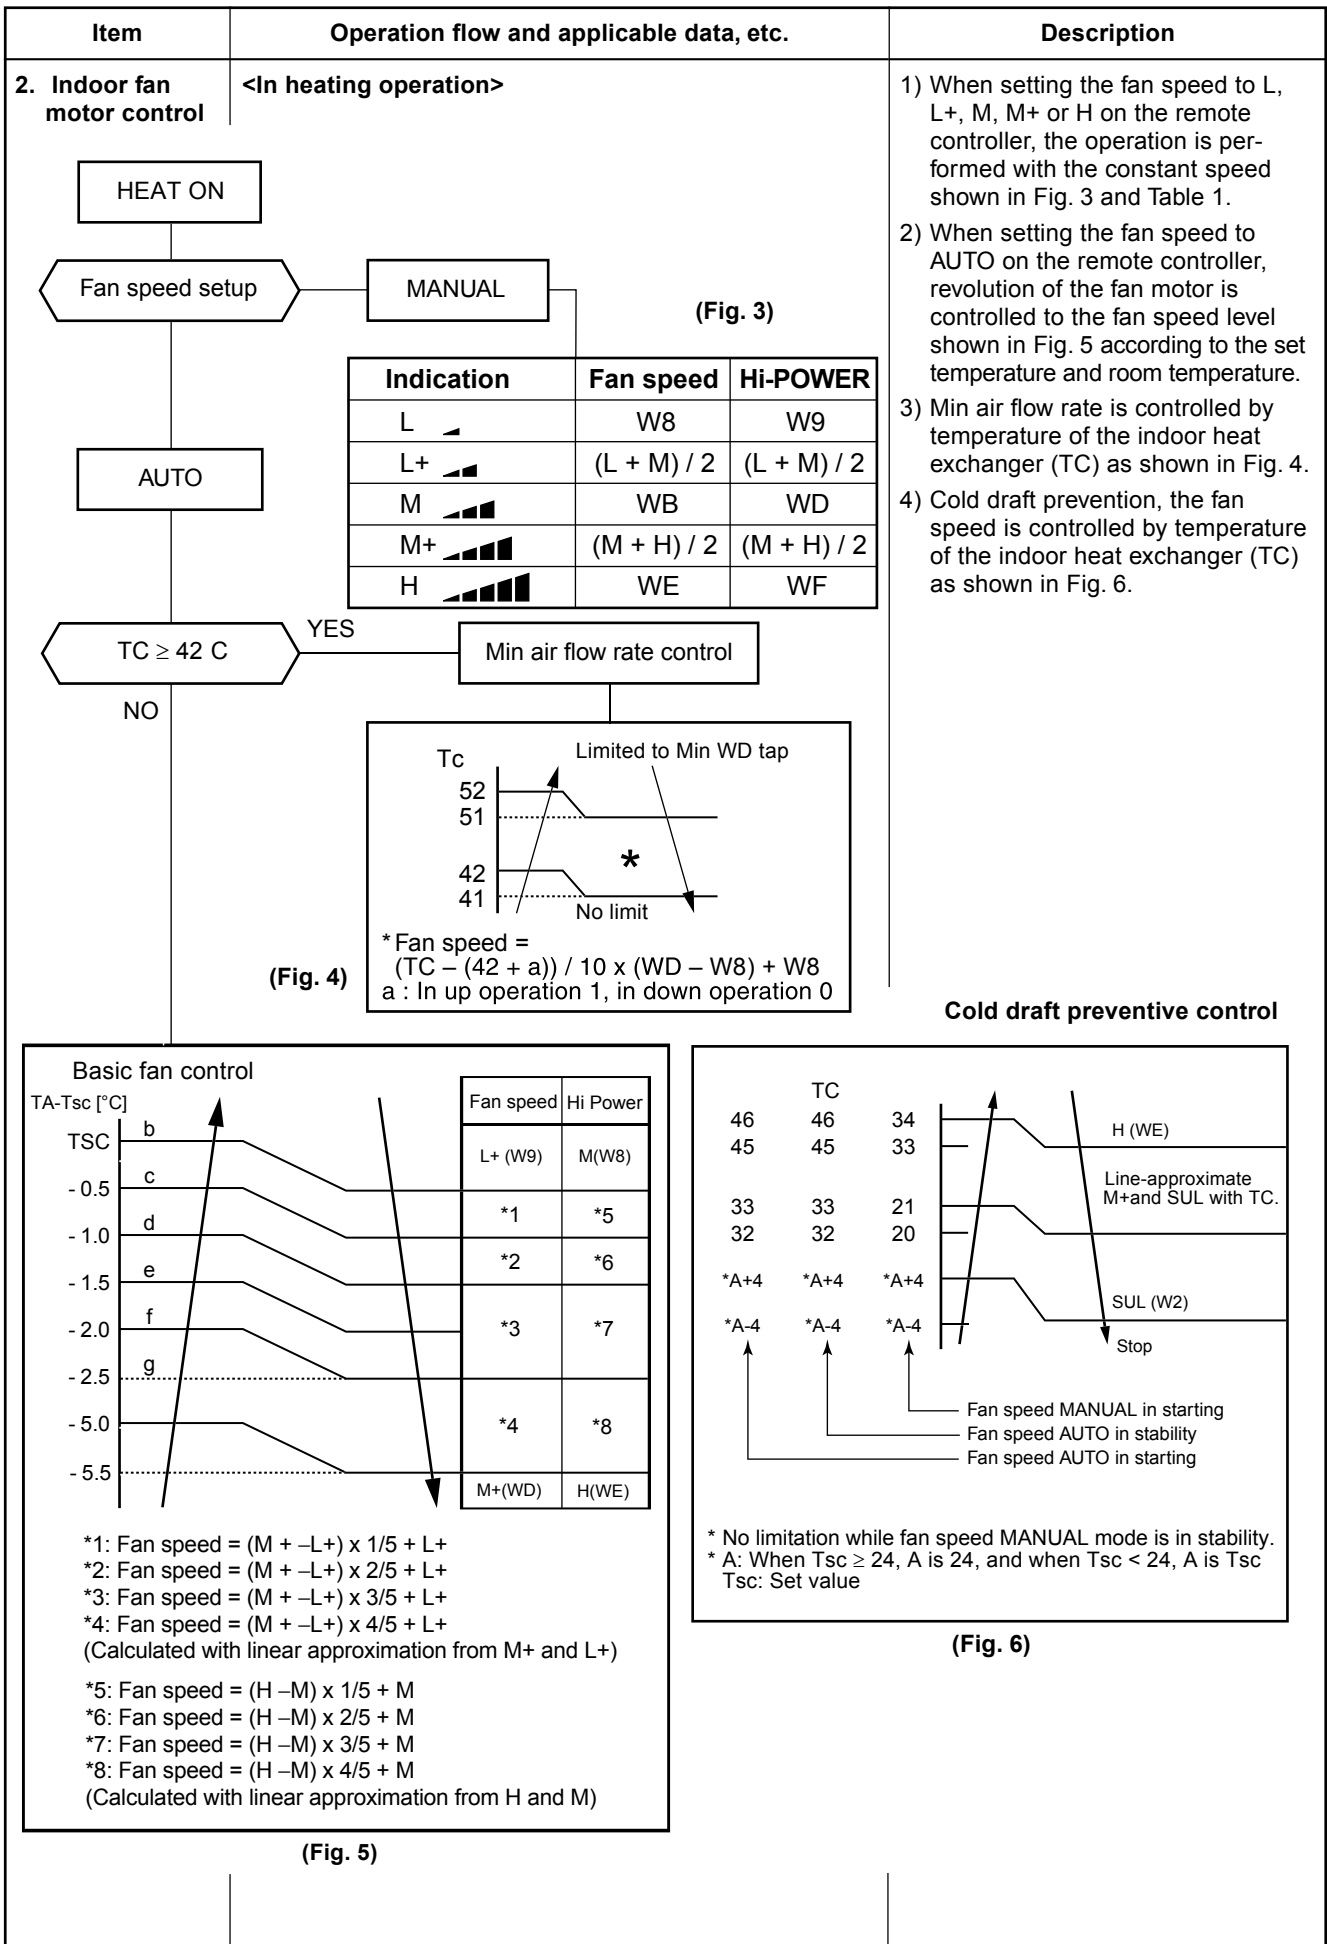 Item
Operation flow and applicable data, etc.
Description
2. Indoor fan
motor control
<In heating operation>
HEAT ON
Fan speed setup
MANUAL
(Fig. 3)
Indication Fan speed Hi-POWER
L W8 W9
L+ (L + M) / 2 (L + M) / 2
M WB WD
M+ (M + H) / 2 (M + H) / 2
H WE WF
AUTO
TC ≥ 42 C
YES
NO
Min air flow rate control
Tc
Limited to Min WD tap
52
51
42
41
*
No limit
* Fan speed =
(TC – (42 + a)) / 10 x (WD – W8) + W8
a : In up operation 1, in down operation 0
(Fig. 4)
1) When setting the fan speed to L,
L+, M, M+ or H on the remote
controller, the operation is per-
formed with the constant speed
shown in Fig. 3 and Table 1.
2) When setting the fan speed to
AUTO on the remote controller,
revolution of the fan motor is
controlled to the fan speed level
shown in Fig. 5 according to the set
temperature and room temperature.
3) Min air flow rate is controlled by
temperature of the indoor heat
exchanger (TC) as shown in Fig. 4.
4) Cold draft prevention, the fan
speed is controlled by temperature
of the indoor heat exchanger (TC)
as shown in Fig. 6.
Basic fan control
TA-Tsc [°C]
Fan speed Hi Power
TSC b
L+ (W9) M(W8)
- 0.5 c
*1 *5
- 1.0 d
*2 *6
- 1.5 e
- 2.0 f
*3 *7
- 2.5 g
- 5.0
*4 *8
- 5.5
M+(WD) H(WE)
*1: Fan speed = (M + –L+) x 1/5 + L+
*2: Fan speed = (M + –L+) x 2/5 + L+
*3: Fan speed = (M + –L+) x 3/5 + L+
*4: Fan speed = (M + –L+) x 4/5 + L+
(Calculated with linear approximation from M+ and L+)
*5: Fan speed = (H –M) x 1/5 + M
*6: Fan speed = (H –M) x 2/5 + M
*7: Fan speed = (H –M) x 3/5 + M
*8: Fan speed = (H –M) x 4/5 + M
(Calculated with linear approximation from H and M)
(Fig. 5)
Cold draft preventive control
TC
46 46 34
45 45 33
33 33 21
32 32 20
*A+4 *A+4 *A+4
*A-4 *A-4 *A-4
H (WE)
Line-approximate
M+and SUL with TC.
SUL (W2)
Stop
Fan speed MANUAL in starting
Fan speed AUTO in stability
Fan speed AUTO in starting
* No limitation while fan speed MANUAL mode is in stability.
* A: When Tsc ≥ 24, A is 24, and when Tsc < 24, A is Tsc
Tsc: Set value
(Fig. 6)